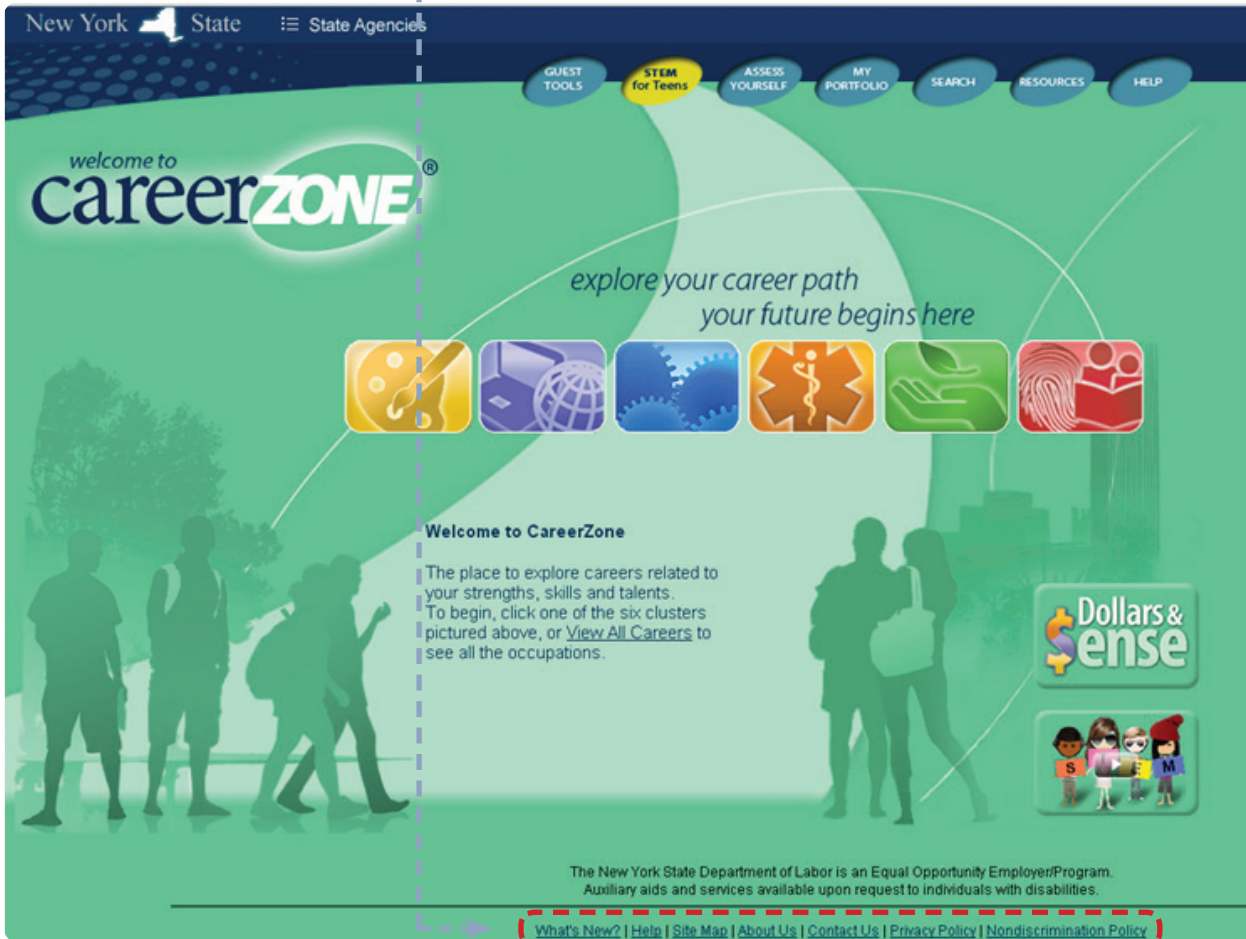 New York State
State Agencies
GUEST
TOOLS
STEM
for Teens
ASSESS
YOURSELF
MY
PORTFOLIO
SEARCH
RESOURCES
HELP
welcome to
careerZONE®
explore your career path
your future begins here
Welcome to CareerZone
The place to explore careers related to
your strengths, skills and talents.
To begin, click one of the six clusters
pictured above, or View All Careers to
see all the occupations.
Dollars &
$ense
S E M
The New York State Department of Labor is an Equal Opportunity Employer/Program.
Auxiliary aids and services available upon request to individuals with disabilities.
What's New? | Help | Site Map | About Us | Contact Us | Privacy Policy | Nondiscrimination Policy